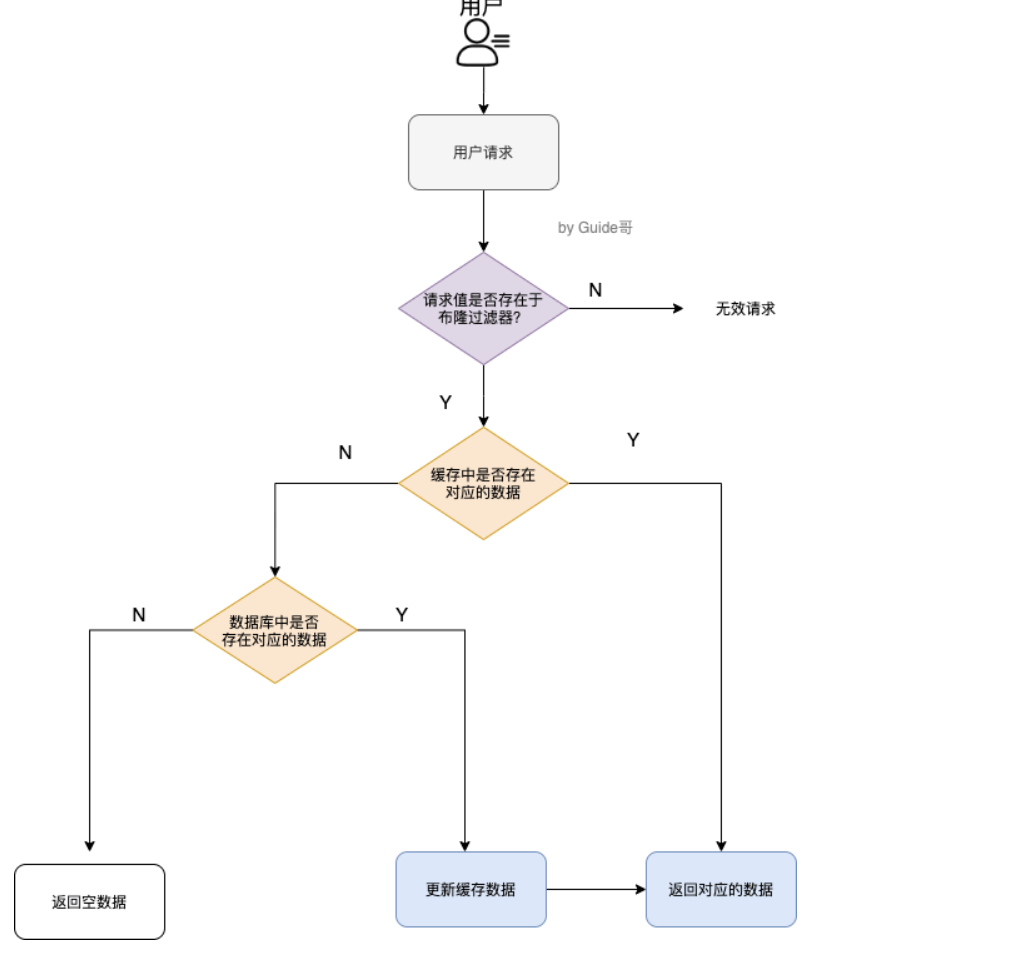 用户
用户请求
by Guide哥
请求值是否存在于
布隆过滤器?
N
无效请求
Y
Y
N
缓存中是否存在
对应的数据
N
Y
数据库中是否
存在对应的数据
更新缓存数据
返回对应的数据
返回空数据